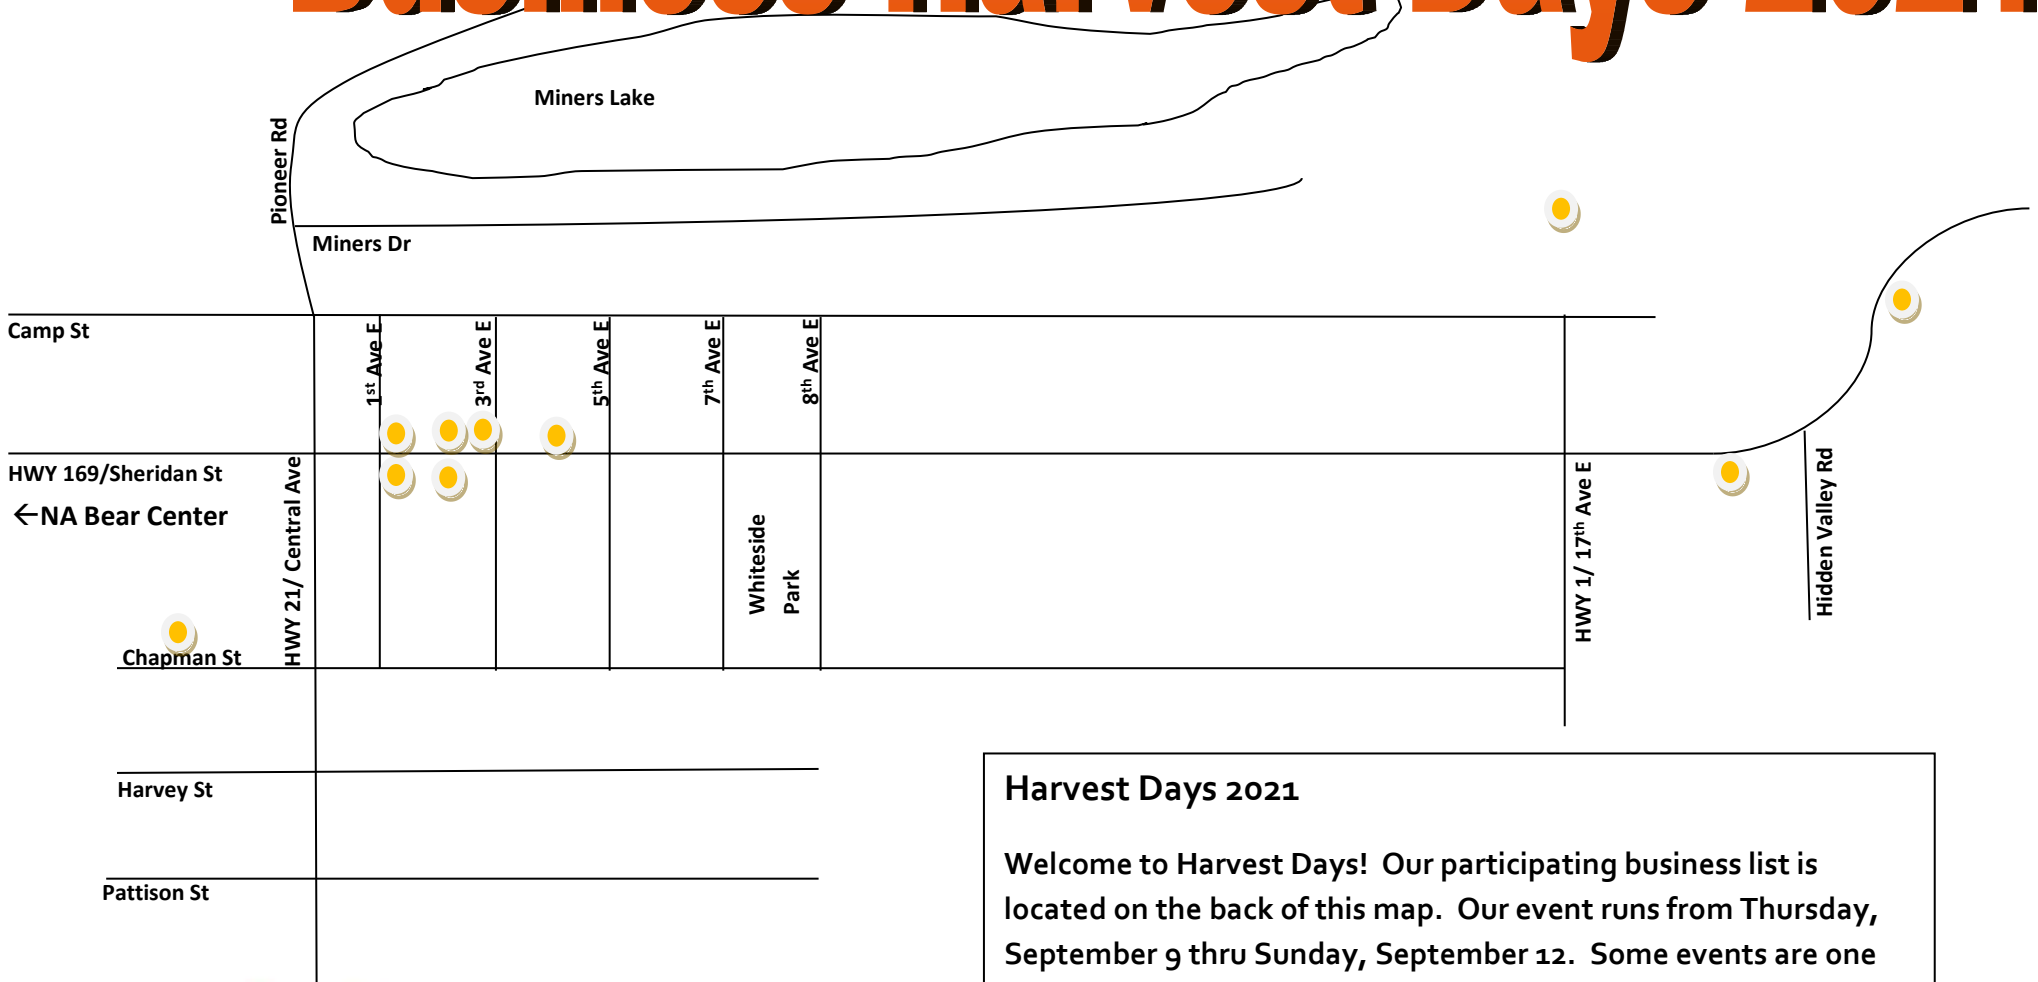 Business Harvest Days 2021
Miners Lake
Pioneer Rd
Miners Dr
Camp St
1st Ave E
3rd Ave E
5th Ave E
7th Ave E
8th Ave E
HWY 169/Sheridan St
←NA Bear Center
HWY 21/ Central Ave
Whiteside
Park
HWY 1/ 17th Ave E
Hidden Valley Rd
Chapman St
Harvey St
Pattison St
Harvest Days 2021
Welcome to Harvest Days! Our participating business list is
located on the back of this map. Our event runs from Thursday,
September 9 thru Sunday, September 12. Some events are one